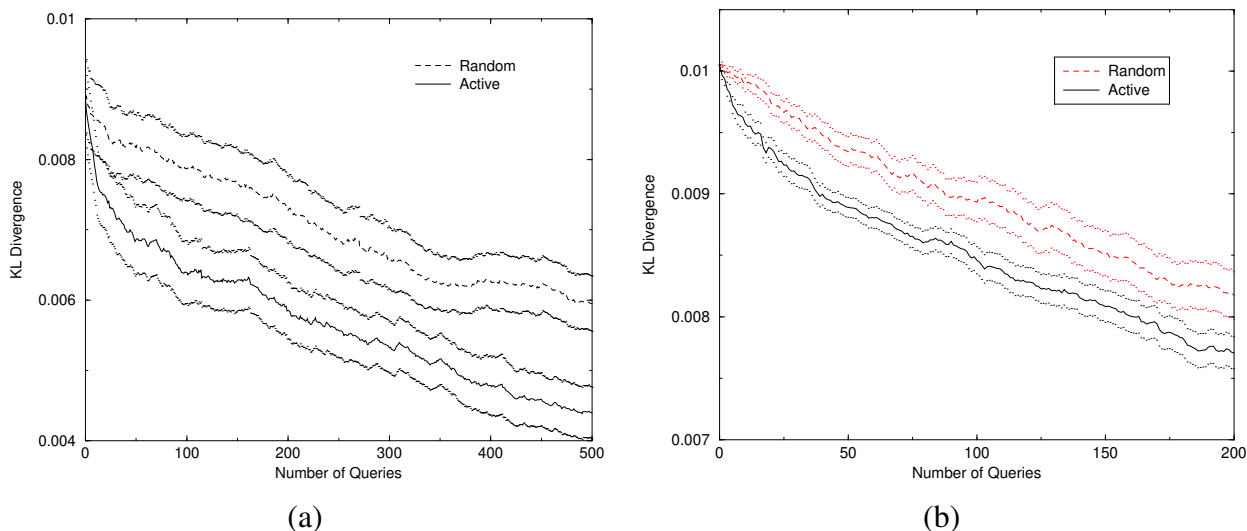 0.01
0.008
0.006
0.004
KL Divergence
0
100
200
300
400
500
Number of Queries
Random
Active
(a)
0.01
0.009
0.008
0.007
KL Divergence
0
50
100
150
200
Number of Queries
Random
Active
(b)